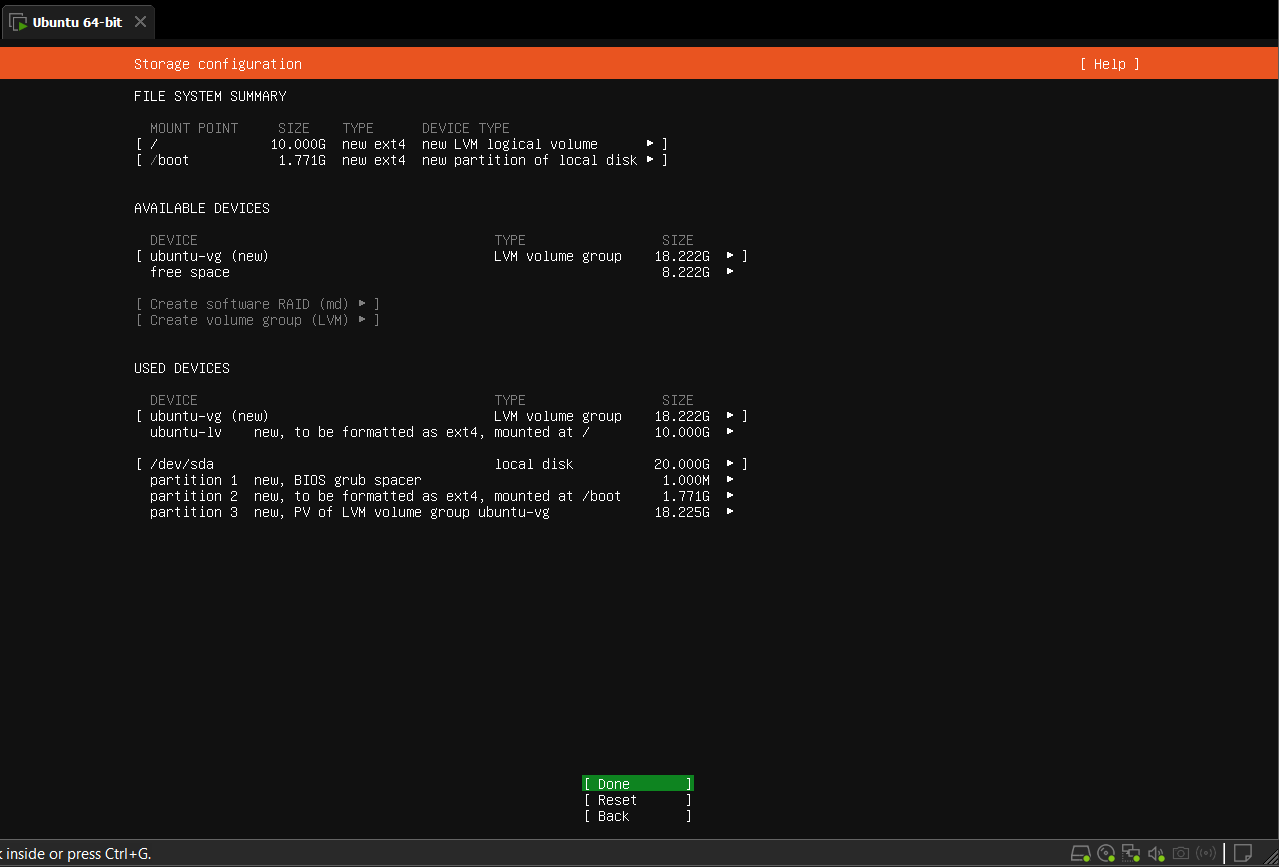 Ubuntu 64-bit
Storage configuration [ Help ]
FILE SYSTEM SUMMARY
MOUNT POINT SIZE TYPE DEVICE TYPE
[ / 10.000G new ext4 new LVM logical volume ▸ ]
[ /boot 1.771G new ext4 new partition of local disk ▸ ]
AVAILABLE DEVICES
DEVICE TYPE SIZE
[ ubuntu-vg (new) LVM volume group 18.222G ▸ ]
free space 8.222G ▸
[ Create software RAID (md) ▸ ]
[ Create volume group (LVM) ▸ ]
USED DEVICES
DEVICE TYPE SIZE
[ ubuntu-vg (new) LVM volume group 18.222G ▸ ]
ubuntu-lv new, to be formatted as ext4, mounted at / 10.000G ▸
[ /dev/sda local disk 20.000G ▸ ]
partition 1 new, BIOS grub spacer 1.000M ▸
partition 2 new, to be formatted as ext4, mounted at /boot 1.771G ▸
partition 3 new, PV of LVM volume group ubuntu-vg 18.225G ▸
[ Done ]
[ Reset ]
[ Back ]
inside or press Ctrl+G.